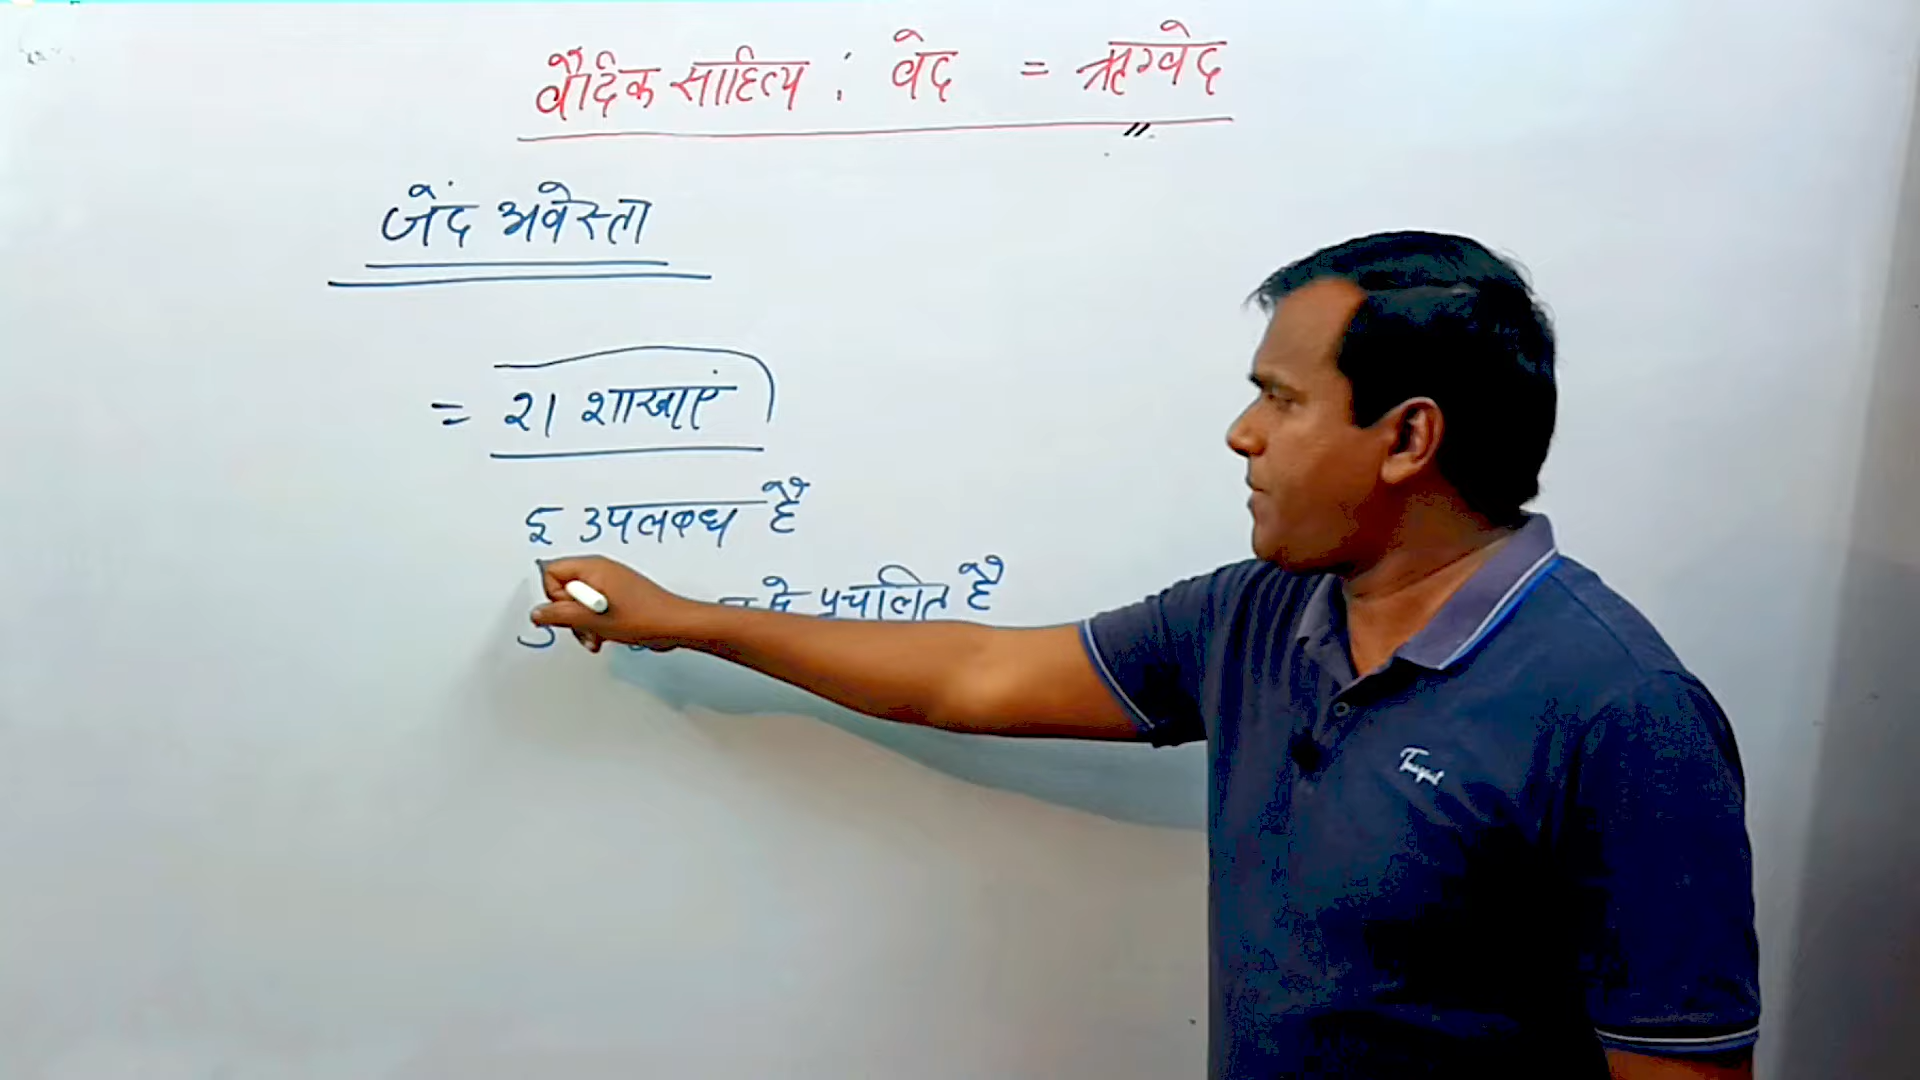 वैदिक साहित्य : वेद = ऋग्वेद
जेंद अवेस्ता
= 21 शाखाएं
5 उपलब्ध हैं
प्रचलित है